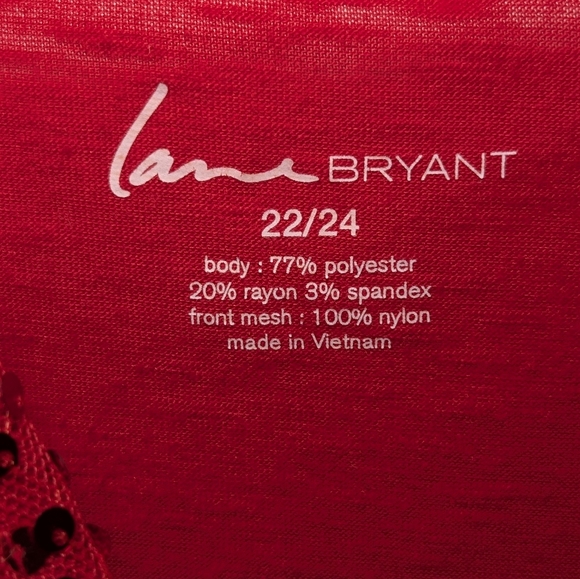 lane BRYANT
22/24
body : 77% polyester
20% rayon 3% spandex
front mesh : 100% nylon
made in Vietnam